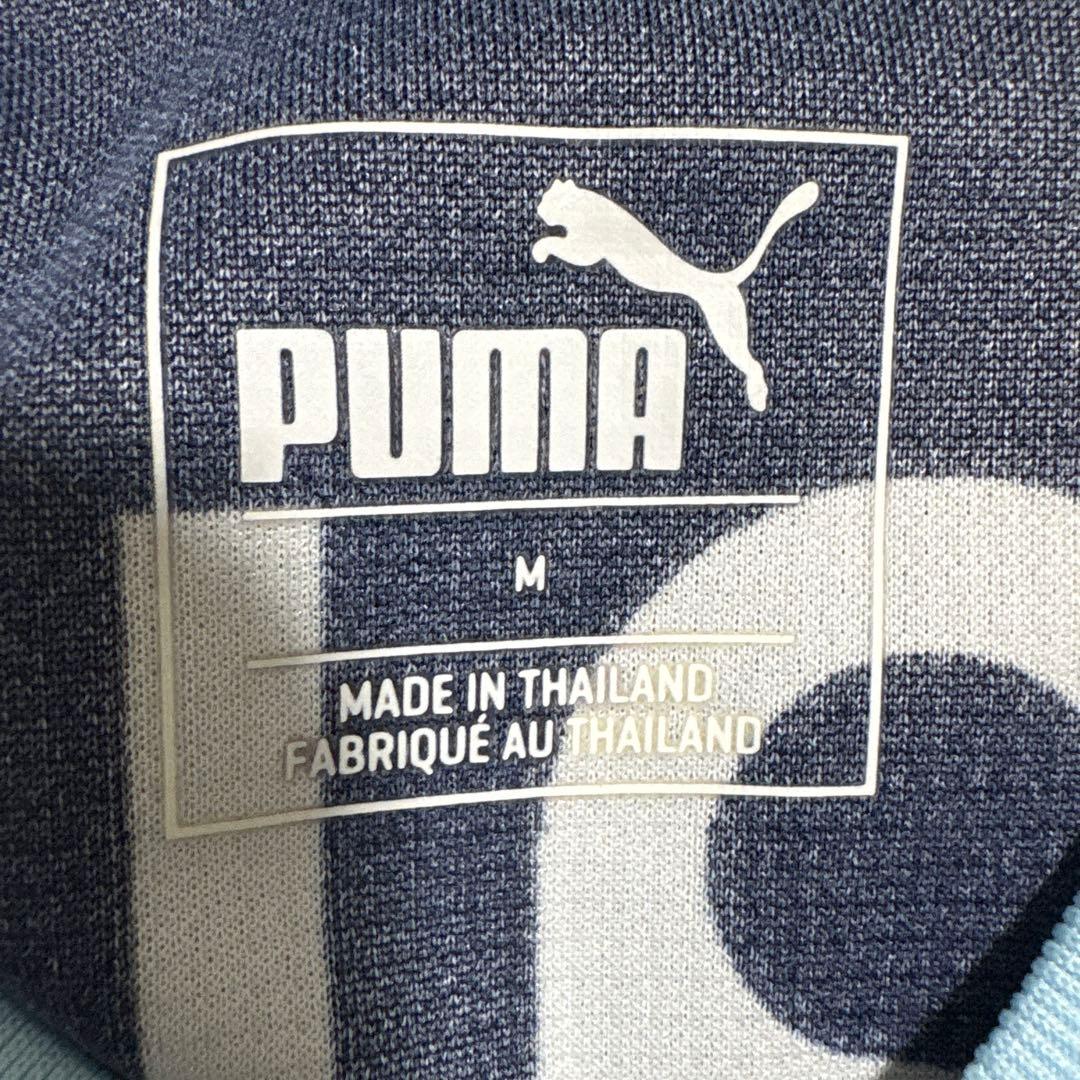 PUMA
M
MADE IN THAILAND
FABRIQUÉ AU THAILAND